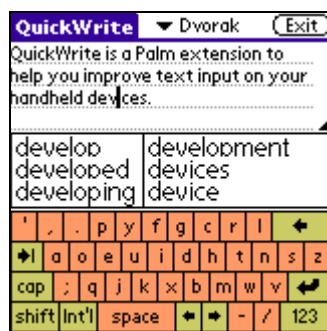 QuickWrite Dvorak Exit
QuickWrite is a Palm extension to
help you improve text input on your
handheld devices.
develop development
developed devices
developing device
' , . p y f g c r l
a o e u i d h t n s z
cap ; q j k x b m w v
shift Int'l space - / 123